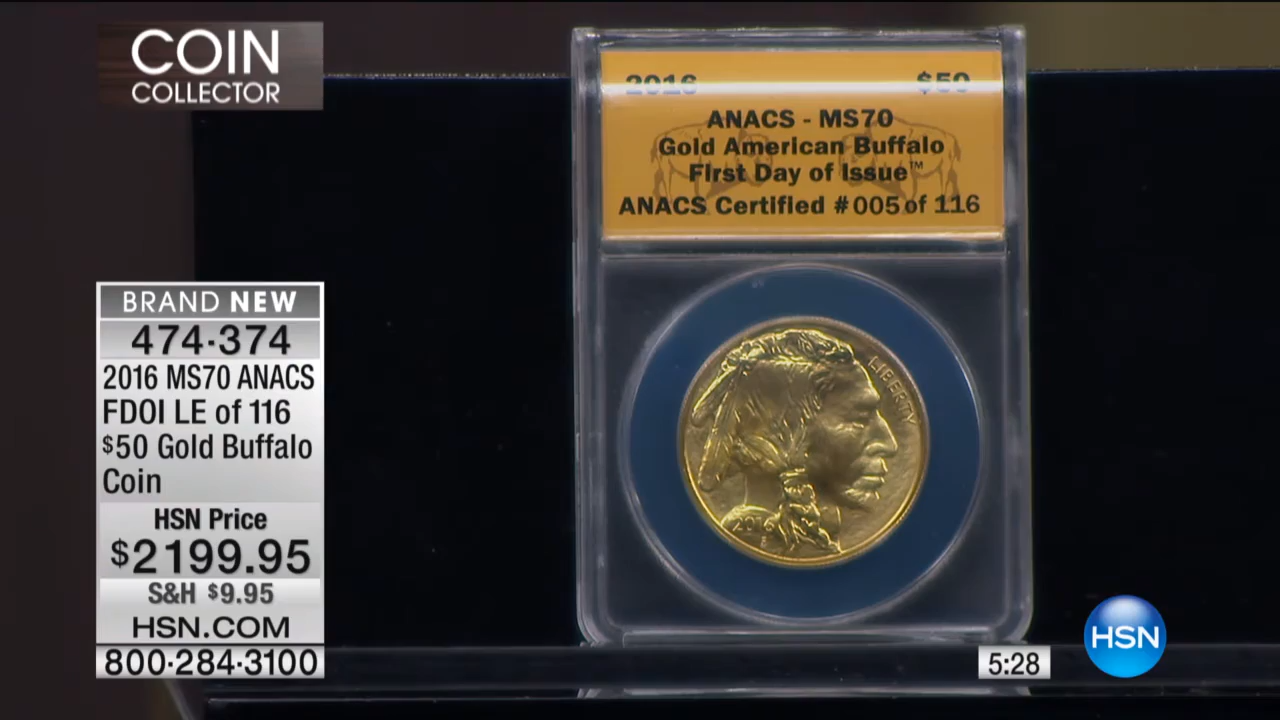 COIN
COLLECTOR
2016 $50
ANACS - MS70
Gold American Buffalo
First Day of Issue™
ANACS Certified #005 of 116
LIBERTY
2016
F
BRAND NEW
474·374
2016 MS70 ANACS
FDOI LE of 116
$50 Gold Buffalo
Coin
HSN Price
$2199.95
S&H $9.95
HSN.COM
800·284·3100
5:28
HSN